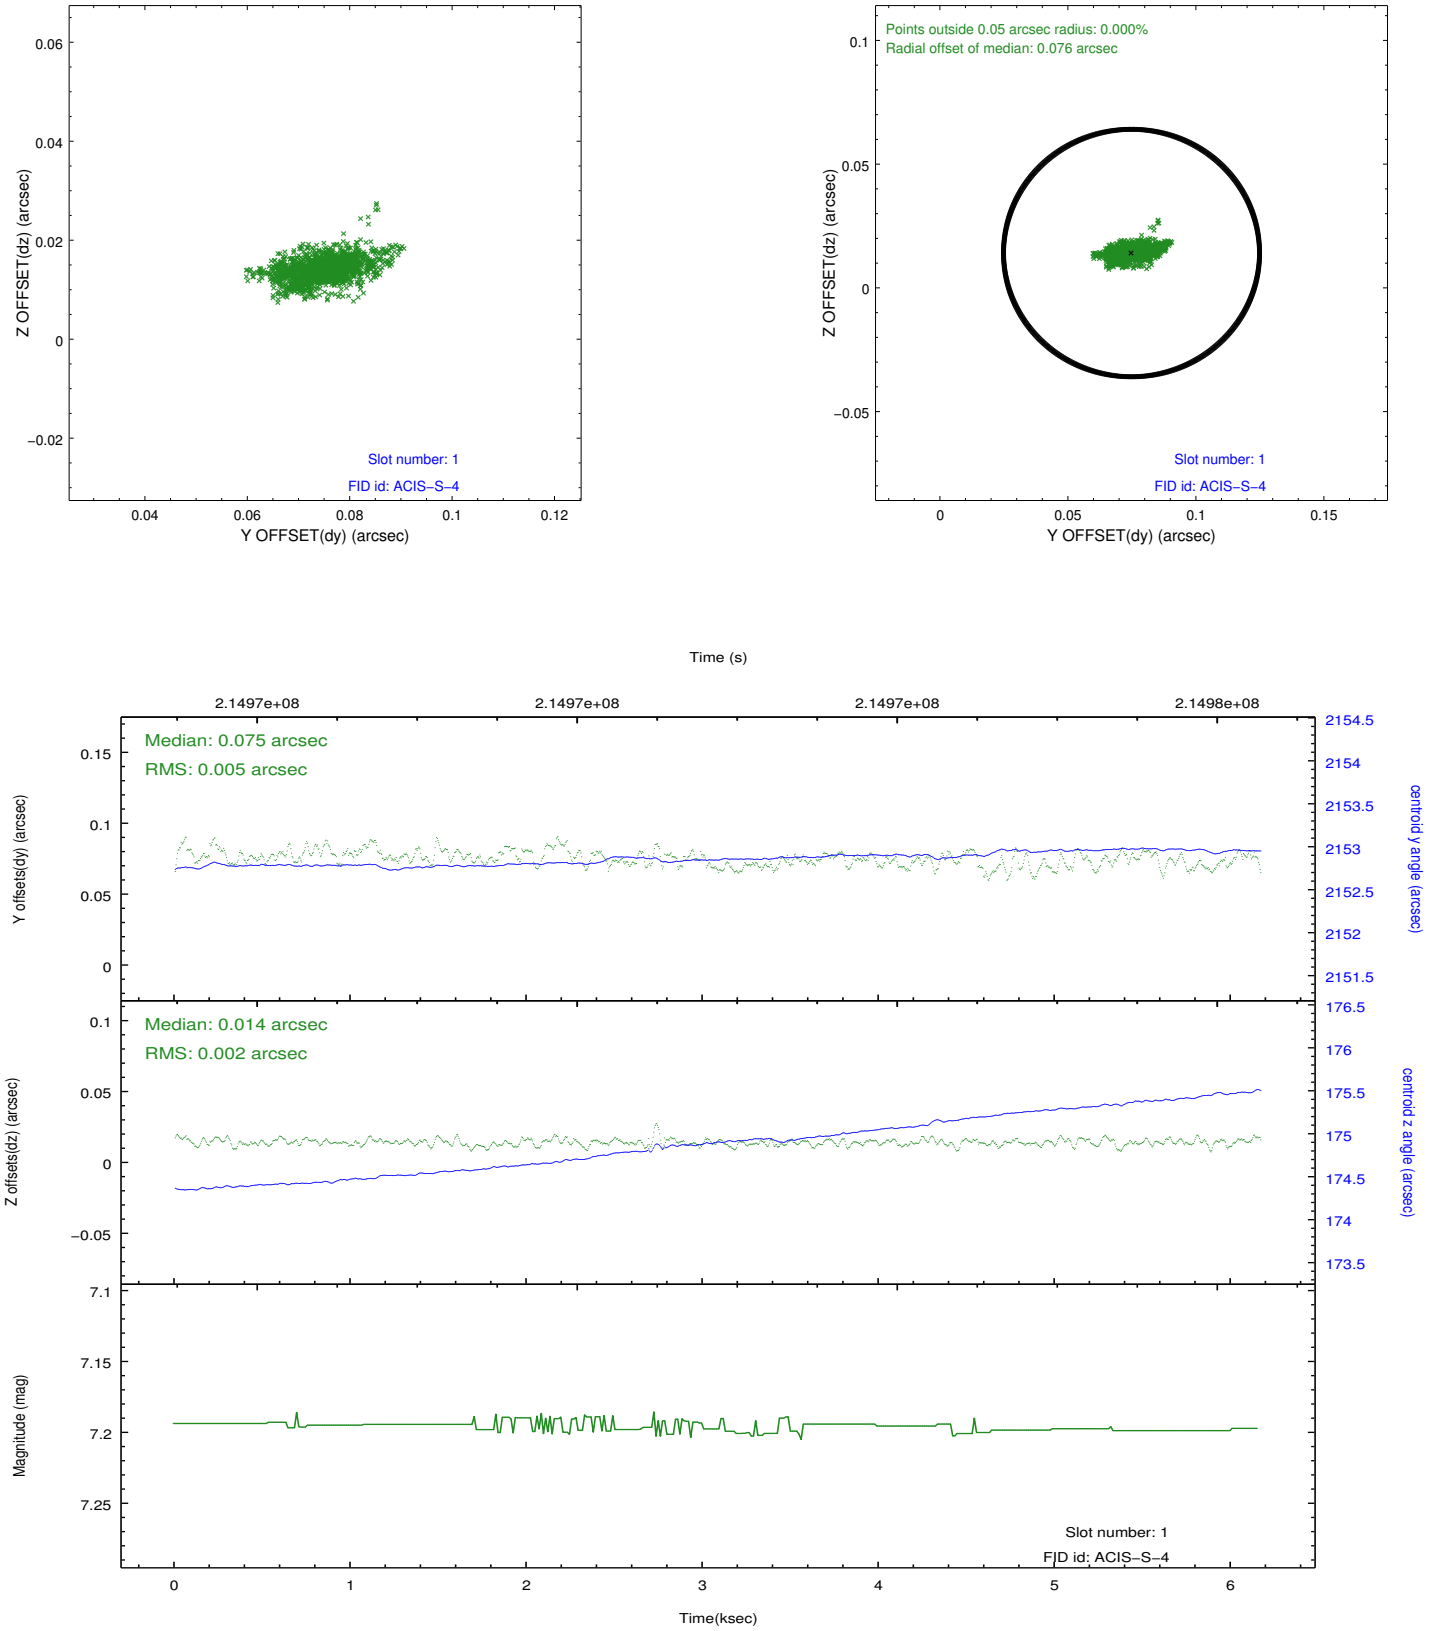 0.06
0.04
0.02
0
−0.02
Z OFFSET(dz) (arcsec)
Slot number: 1
FID id: ACIS−S−4
0.04
0.06
0.08
0.1
0.12
Y OFFSET(dy) (arcsec)
Points outside 0.05 arcsec radius: 0.000%
Radial offset of median: 0.076 arcsec
0.1
0.05
0
−0.05
Z OFFSET(dz) (arcsec)
Slot number: 1
FID id: ACIS−S−4
0
0.05
0.1
0.15
Y OFFSET(dy) (arcsec)
Time (s)
2.1497e+08
2.1497e+08
2.1497e+08
2.1498e+08
Median: 0.075 arcsec
RMS: 0.005 arcsec
0.15
0.1
0.05
0
Y offsets(dy) (arcsec)
2154.5
2154
2153.5
2153
2152.5
2152
2151.5
centroid y angle (arcsec)
Median: 0.014 arcsec
RMS: 0.002 arcsec
0.1
0.05
0
−0.05
Z offsets(dz) (arcsec)
176.5
176
175.5
175
174.5
174
173.5
centroid z angle (arcsec)
7.1
7.15
7.2
7.25
Magnitude (mag)
Slot number: 1
FID id: ACIS−S−4
0
1
2
3
4
5
6
Time(ksec)